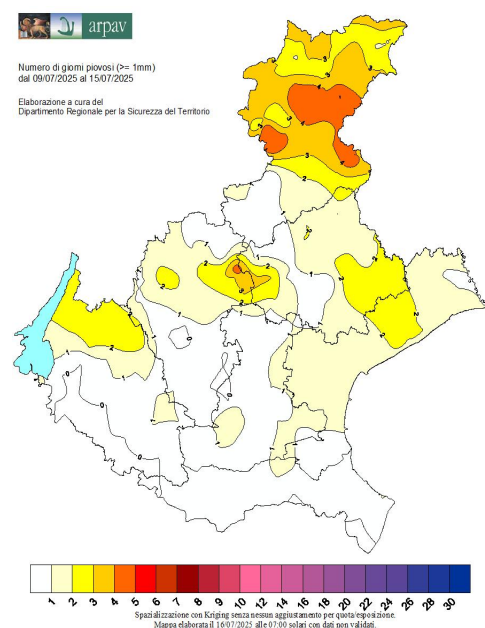 arpav
Numero di giorni piovosi (>= 1mm)
dal 09/07/2025 al 15/07/2025
Elaborazione a cura del
Dipartimento Regionale per la Sicurezza del Territorio
1 2 3 4 5 6 7 8 9 10 12 14 16 18 20 22 24 26 28 30
Spazializzazione con Kriging senza nessun aggiustamento per quota/esposizione.
Mappa elaborata il 16/07/2025 alle 07:00 solari con dati non validati.